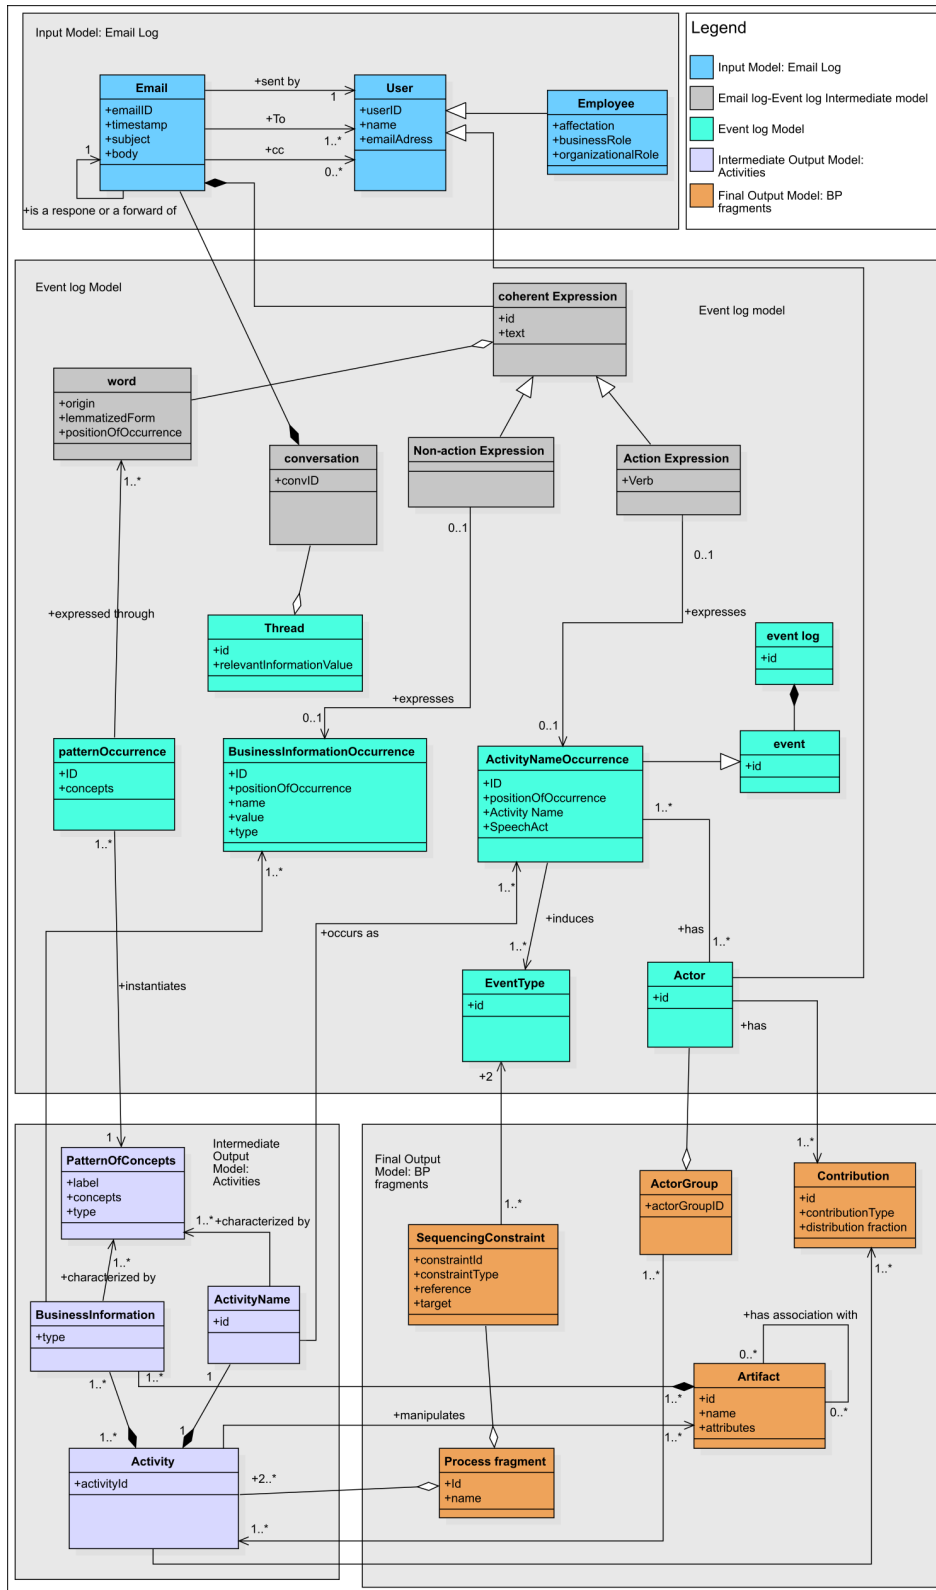 Input Model: Email Log
Email
+emailID
+timestamp
+subject
+body
+sent by
1
+To
1..*
+cc
0..*
1
+is a respone or a forward of
User
+userID
+name
+emailAdress
Employee
+affectation
+businessRole
+organizationalRole
Legend
Input Model: Email Log
Email log-Event log Intermediate model
Event log Model
Intermediate Output Model:
Activities
Final Output Model: BP
fragments
Event log Model
Event log model
coherent Expression
+id
+text
word
+origin
+lemmatizedForm
+positionOfOccurrence
1..*
conversation
+convID
Non-action Expression
0..1
Action Expression
+Verb
0..1
+expressed through
Thread
+id
+relevantInformationValue
+expresses
0..1
+expresses
0..1
event log
+id
event
+id
patternOccurrence
+ID
+concepts
1..*
BusinessInformationOccurrence
+ID
+positionOfOccurrence
+name
+value
+type
1..*
ActivityNameOccurrence
+ID
+positionOfOccurrence
+Activity Name
+SpeechAct
1..*
1..*
+occurs as
+induces
1..*
+has
1..*
+instantiates
EventType
+id
+2
Actor
+id
+has
1
1..*
Intermediate
Output
Model:
Activities
PatternOfConcepts
+label
+concepts
+type
1..*
+characterized by
1..*
+characterized by
BusinessInformation
+type
1..*
1..*
ActivityName
+id
1
1..*
1
Activity
+activityId
+2..*
1..*
Final Output
Model: BP
fragments
1..*
SequencingConstraint
+constraintId
+constraintType
+reference
+target
ActorGroup
+actorGroupID
1..*
Contribution
+id
+contributionType
+distribution fraction
1..*
+has association with
0..*
Artifact
+id
+name
+attributes
0..*
1..*
+manipulates
1..*
Process fragment
+Id
+name